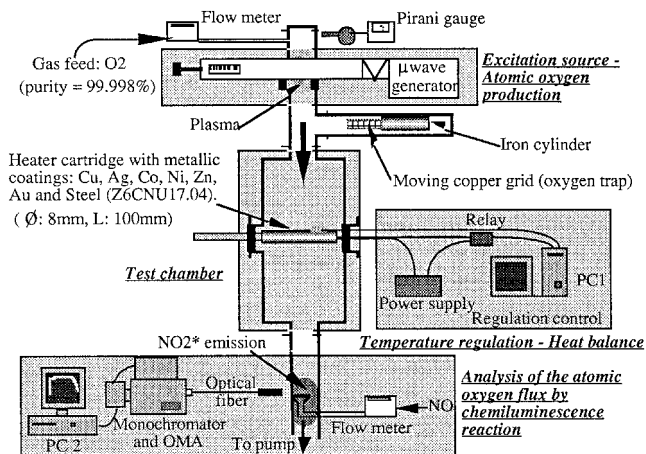 Flow meter
Pirani gauge
Gas feed: O2
(purity = 99.998%)
µwave
generator
Excitation source -
Atomic oxygen
production
Plasma
Iron cylinder
Heater cartridge with metallic
coatings: Cu, Ag, Co, Ni, Zn,
Au and Steel (Z6CNU17.04).
( Ø: 8mm, L: 100mm)
Moving copper grid (oxygen trap)
Relay
PC1
Test chamber
Power supply
Regulation control
Temperature regulation - Heat balance
NO2* emission
Optical
fiber
Analysis of the atomic
oxygen flux by
chemiluminescence
reaction
NO
PC 2
Monochromator
and OMA
Flow meter
To pump